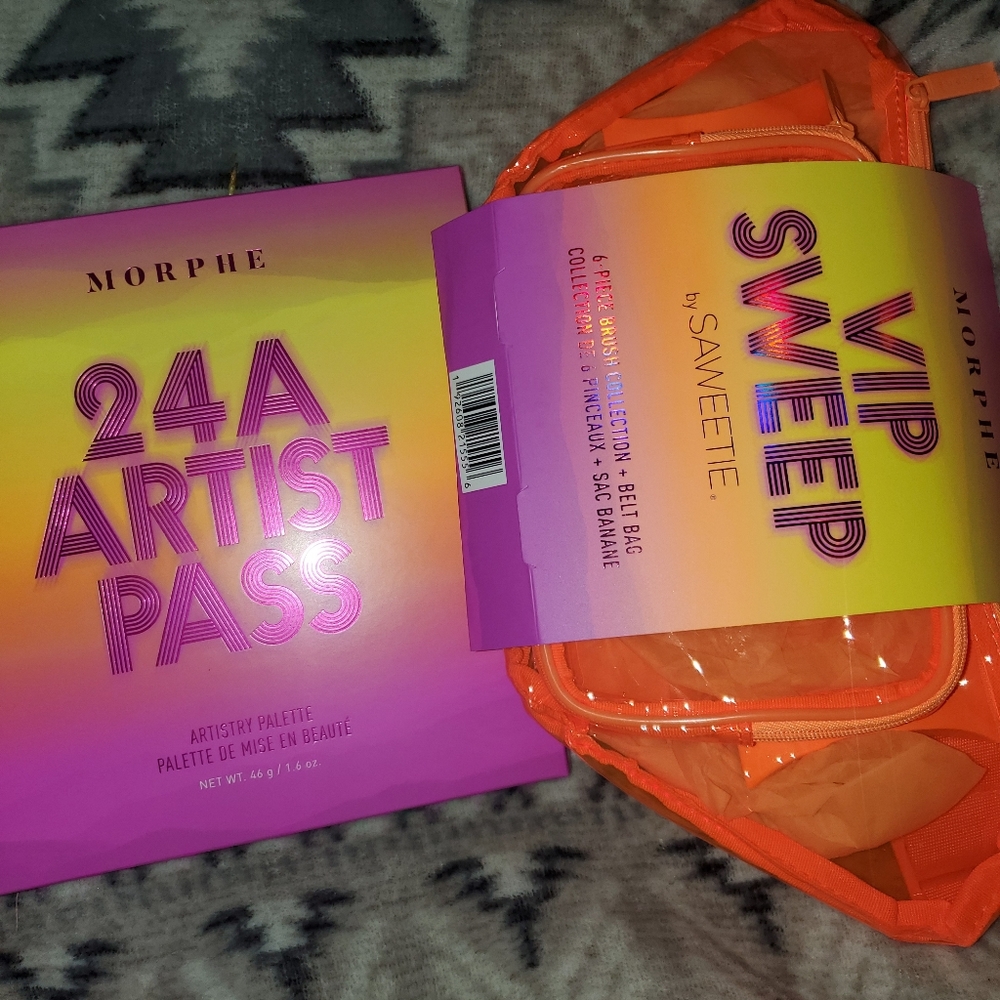 MORPHE
24A
ARTIST
PASS
ARTISTRY PALETTE
PALETTE DE MISE EN BEAUTÉ
NET WT. 46 g / 1.6 oz.
MORPHE
VIP
SWEEP
by SAWEETIE®
6-PIECE BRUSH COLLECTION + BELT BAG
COLLECTION DE 6 PINCEAUX + SAC BANANE